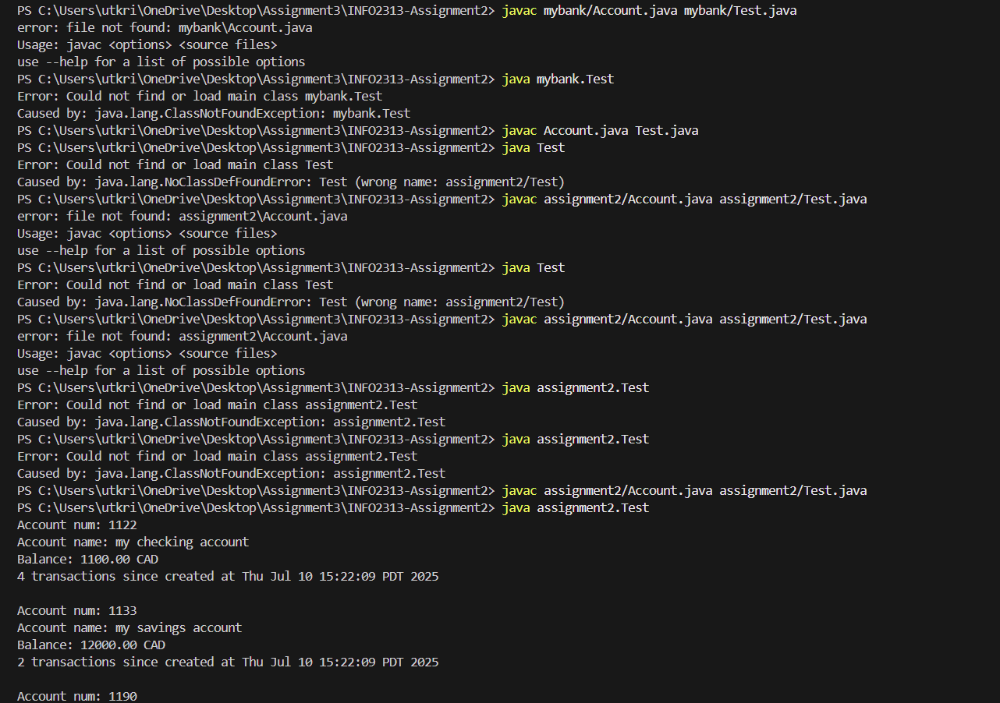 PS C:\Users\utkri\OneDrive\Desktop\Assignment3\INFO2313-Assignment2> javac mybank/Account.java mybank/Test.java
error: file not found: mybank\Account.java
Usage: javac <options> <source files>
use --help for a list of possible options
PS C:\Users\utkri\OneDrive\Desktop\Assignment3\INFO2313-Assignment2> java mybank.Test
Error: Could not find or load main class mybank.Test
Caused by: java.lang.ClassNotFoundException: mybank.Test
PS C:\Users\utkri\OneDrive\Desktop\Assignment3\INFO2313-Assignment2> javac Account.java Test.java
PS C:\Users\utkri\OneDrive\Desktop\Assignment3\INFO2313-Assignment2> java Test
Error: Could not find or load main class Test
Caused by: java.lang.NoClassDefFoundError: Test (wrong name: assignment2/Test)
PS C:\Users\utkri\OneDrive\Desktop\Assignment3\INFO2313-Assignment2> javac assignment2/Account.java assignment2/Test.java
error: file not found: assignment2\Account.java
Usage: javac <options> <source files>
use --help for a list of possible options
PS C:\Users\utkri\OneDrive\Desktop\Assignment3\INFO2313-Assignment2> java Test
Error: Could not find or load main class Test
Caused by: java.lang.NoClassDefFoundError: Test (wrong name: assignment2/Test)
PS C:\Users\utkri\OneDrive\Desktop\Assignment3\INFO2313-Assignment2> javac assignment2/Account.java assignment2/Test.java
error: file not found: assignment2\Account.java
Usage: javac <options> <source files>
use --help for a list of possible options
PS C:\Users\utkri\OneDrive\Desktop\Assignment3\INFO2313-Assignment2> java assignment2.Test
Error: Could not find or load main class assignment2.Test
Caused by: java.lang.ClassNotFoundException: assignment2.Test
PS C:\Users\utkri\OneDrive\Desktop\Assignment3\INFO2313-Assignment2> java assignment2.Test
Error: Could not find or load main class assignment2.Test
Caused by: java.lang.ClassNotFoundException: assignment2.Test
PS C:\Users\utkri\OneDrive\Desktop\Assignment3\INFO2313-Assignment2> javac assignment2/Account.java assignment2/Test.java
PS C:\Users\utkri\OneDrive\Desktop\Assignment3\INFO2313-Assignment2> java assignment2.Test
Account num: 1122
Account name: my checking account
Balance: 1100.00 CAD
4 transactions since created at Thu Jul 10 15:22:09 PDT 2025
Account num: 1133
Account name: my savings account
Balance: 12000.00 CAD
2 transactions since created at Thu Jul 10 15:22:09 PDT 2025
Account num: 1190